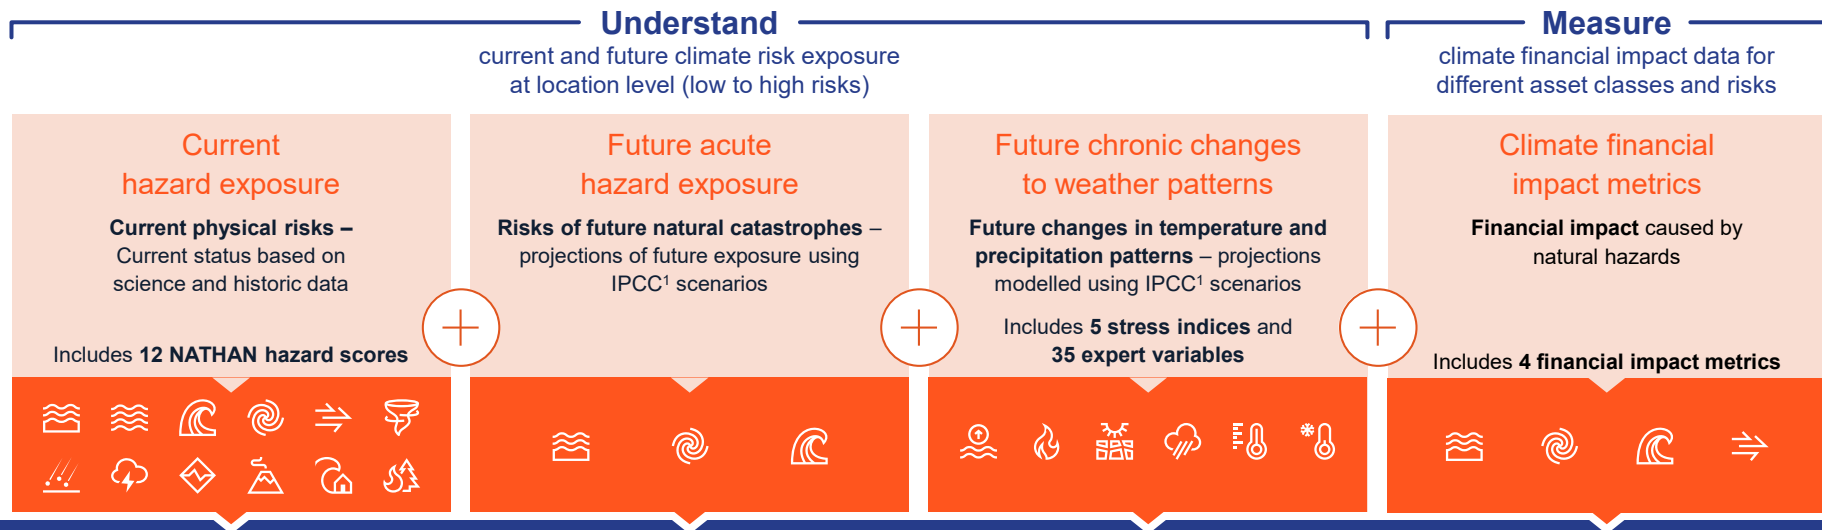 Understand
current and future climate risk exposure
at location level (low to high risks)
Measure
climate financial impact data for
different asset classes and risks
Current
hazard exposure
Current physical risks –
Current status based on
science and historic data
Includes 12 NATHAN hazard scores
Future acute
hazard exposure
Risks of future natural catastrophes –
projections of future exposure using
IPCC¹ scenarios
Future chronic changes
to weather patterns
Future changes in temperature and
precipitation patterns – projections
modelled using IPCC¹ scenarios
Includes 5 stress indices and
35 expert variables
Climate financial
impact metrics
Financial impact caused by
natural hazards
Includes 4 financial impact metrics